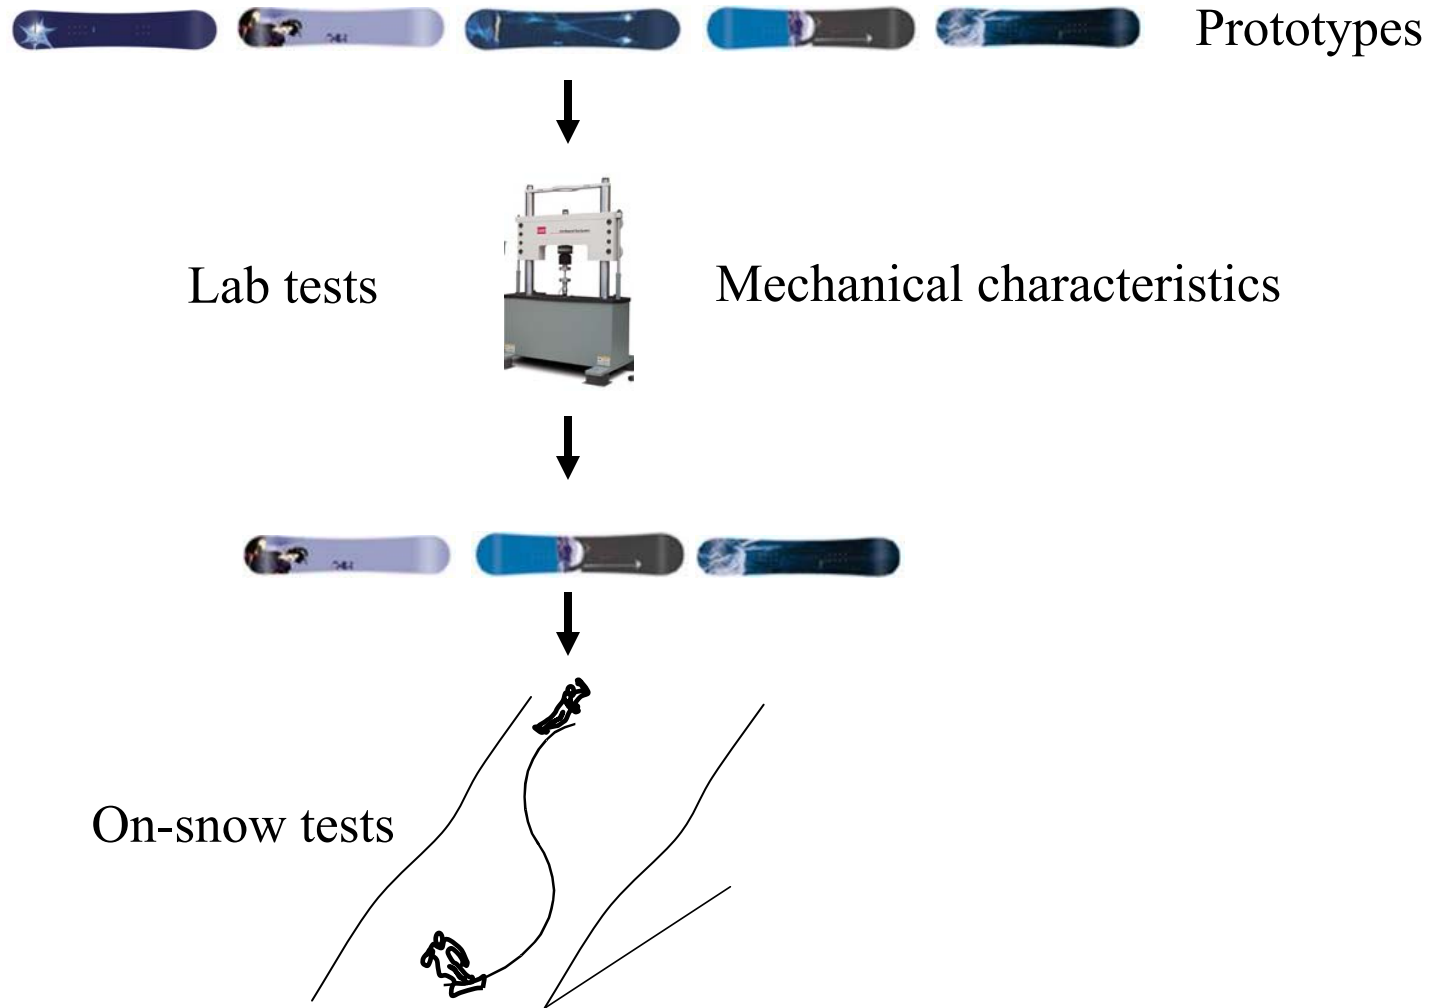 Prototypes
Lab tests
Mechanical characteristics
On-snow tests